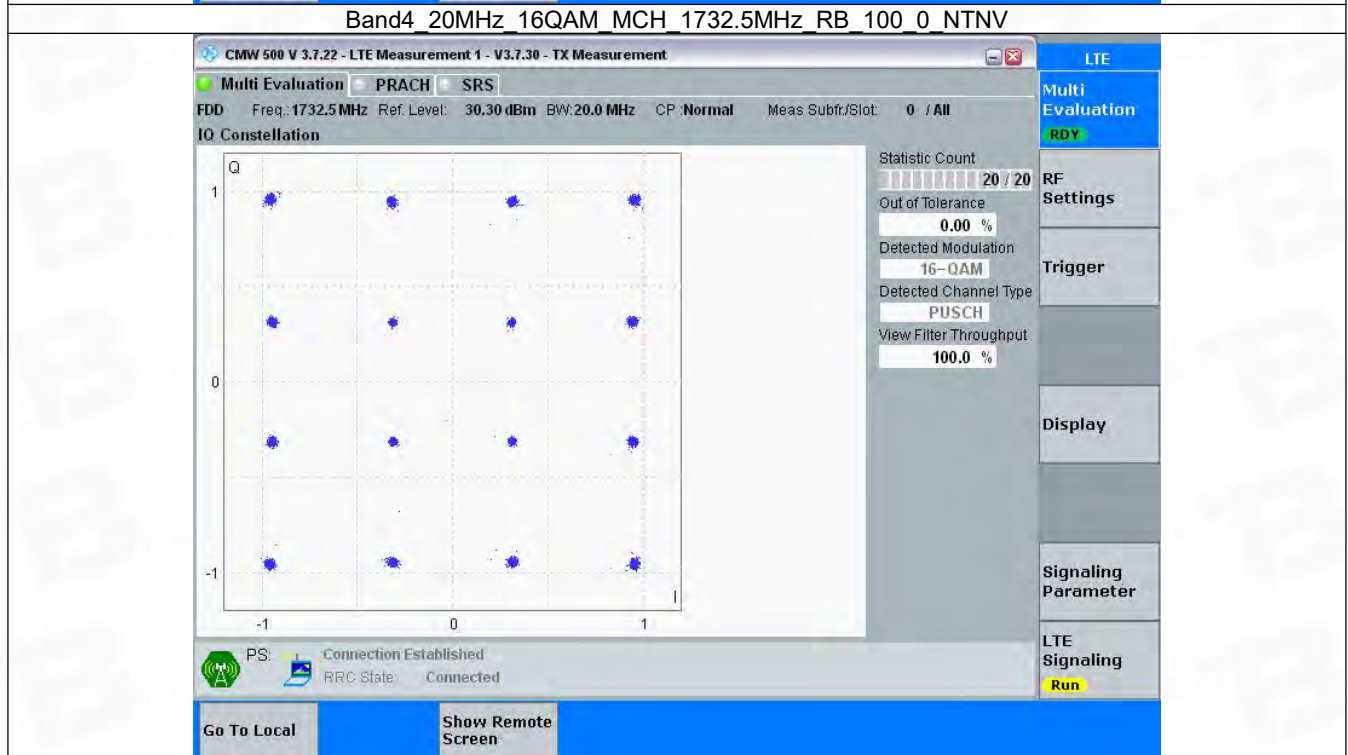 Band4_20MHz_16QAM_MCH_1732.5MHz_RB_100_0_NTNV
CMW 500 V 3.7.22 - LTE Measurement 1 - V3.7.30 - TX Measurement
LTE
Multi Evaluation PRACH SRS
Multi
Evaluation
RDY
FDD Freq.:1732.5 MHz Ref. Level: 30.30 dBm BW:20.0 MHz CP :Normal Meas Subfr./Slot: 0 / All
IQ Constellation
Q
1
0
-1
I
-1 0 1
Statistic Count
20 / 20
Out of Tolerance
0.00 %
Detected Modulation
16-QAM
Detected Channel Type
PUSCH
View Filter Throughput
100.0 %
RF
Settings
Trigger
Display
Signaling
Parameter
LTE
Signaling
Run
PS: Connection Established
RRC State: Connected
Go To Local
Show Remote
Screen